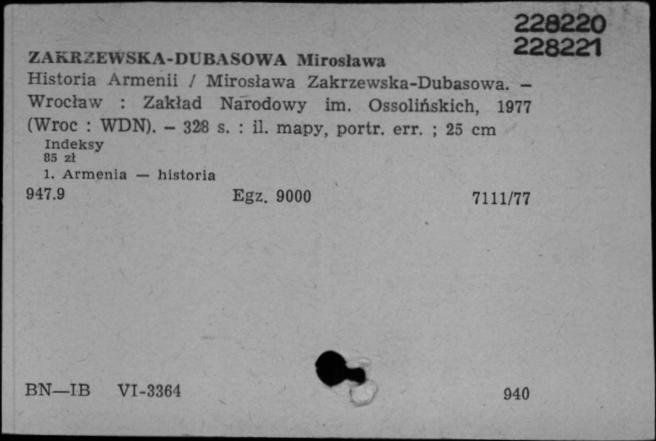 228220
228221
ZAKRZEWSKA-DUBASOWA Mirosława
Historia Armenii / Mirosława Zakrzewska-Dubasowa. —
Wrocław : Zakład Narodowy im. Ossolińskich, 1977
(Wroc : WDN). — 328 s. : il. mapy, portr. err. ; 25 cm
Indeksy
85 zł
1. Armenia — historia
947.9 Egz. 9000 7111/77
BN—IB VI-3364 940